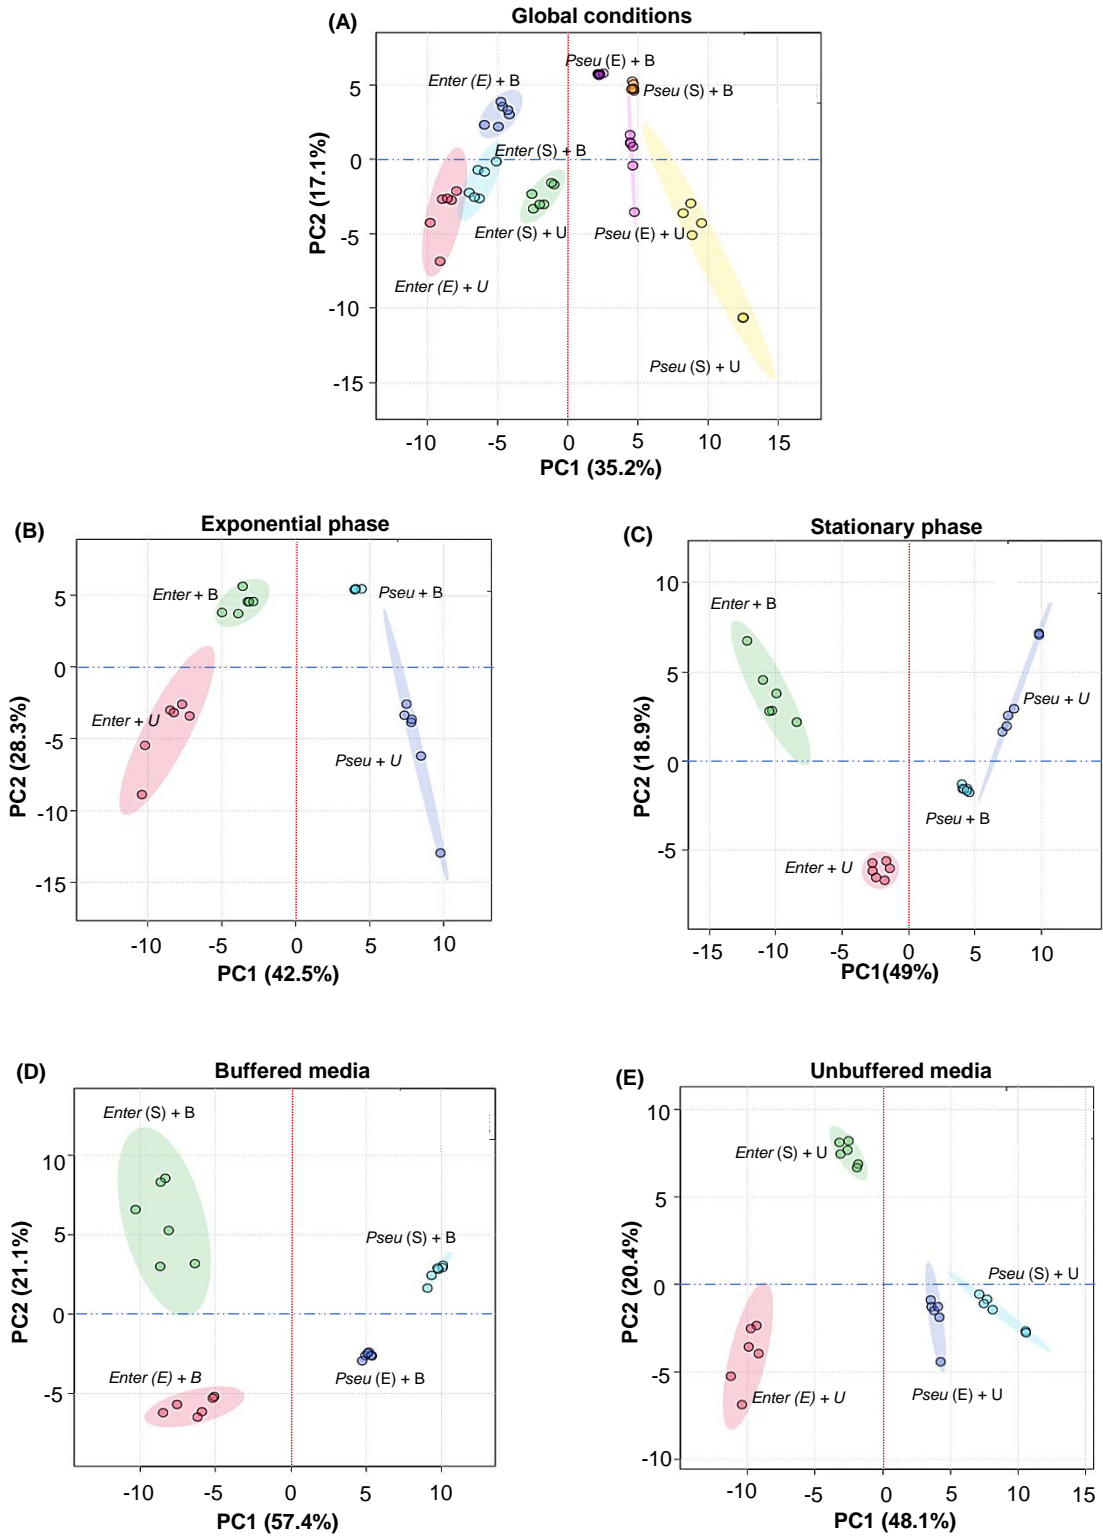 (A) Global conditions
Pseu (E) + B
Enter (E) + B
Pseu (S) + B
5
Enter (S) + B
0
Enter (S) + U
Pseu (E) + U
-5
Enter (E) + U
-10
Pseu (S) + U
-15
PC2 (17.1%)
-10 -5 0 5 10 15
PC1 (35.2%)
(B) Exponential phase
5
Enter + B
Pseu + B
0
Enter + U
-5
Pseu + U
-10
-15
PC2 (28.3%)
-10 -5 0 5 10
PC1 (42.5%)
(C) Stationary phase
10
Enter + B
5
Pseu + U
0
Pseu + B
-5
Enter + U
PC2 (18.9%)
-15 -10 -5 0 5 10
PC1(49%)
(D) Buffered media
Enter (S) + B
10
5
Pseu (S) + B
0
Enter (E) + B
Pseu (E) + B
-5
PC2 (21.1%)
-10 -5 0 5 10
PC1 (57.4%)
(E) Unbuffered media
10
Enter (S) + U
5
Pseu (S) + U
0
-5
Enter (E) + U
Pseu (E) + U
-10
PC2 (20.4%)
-10 -5 0 5 10 15
PC1 (48.1%)